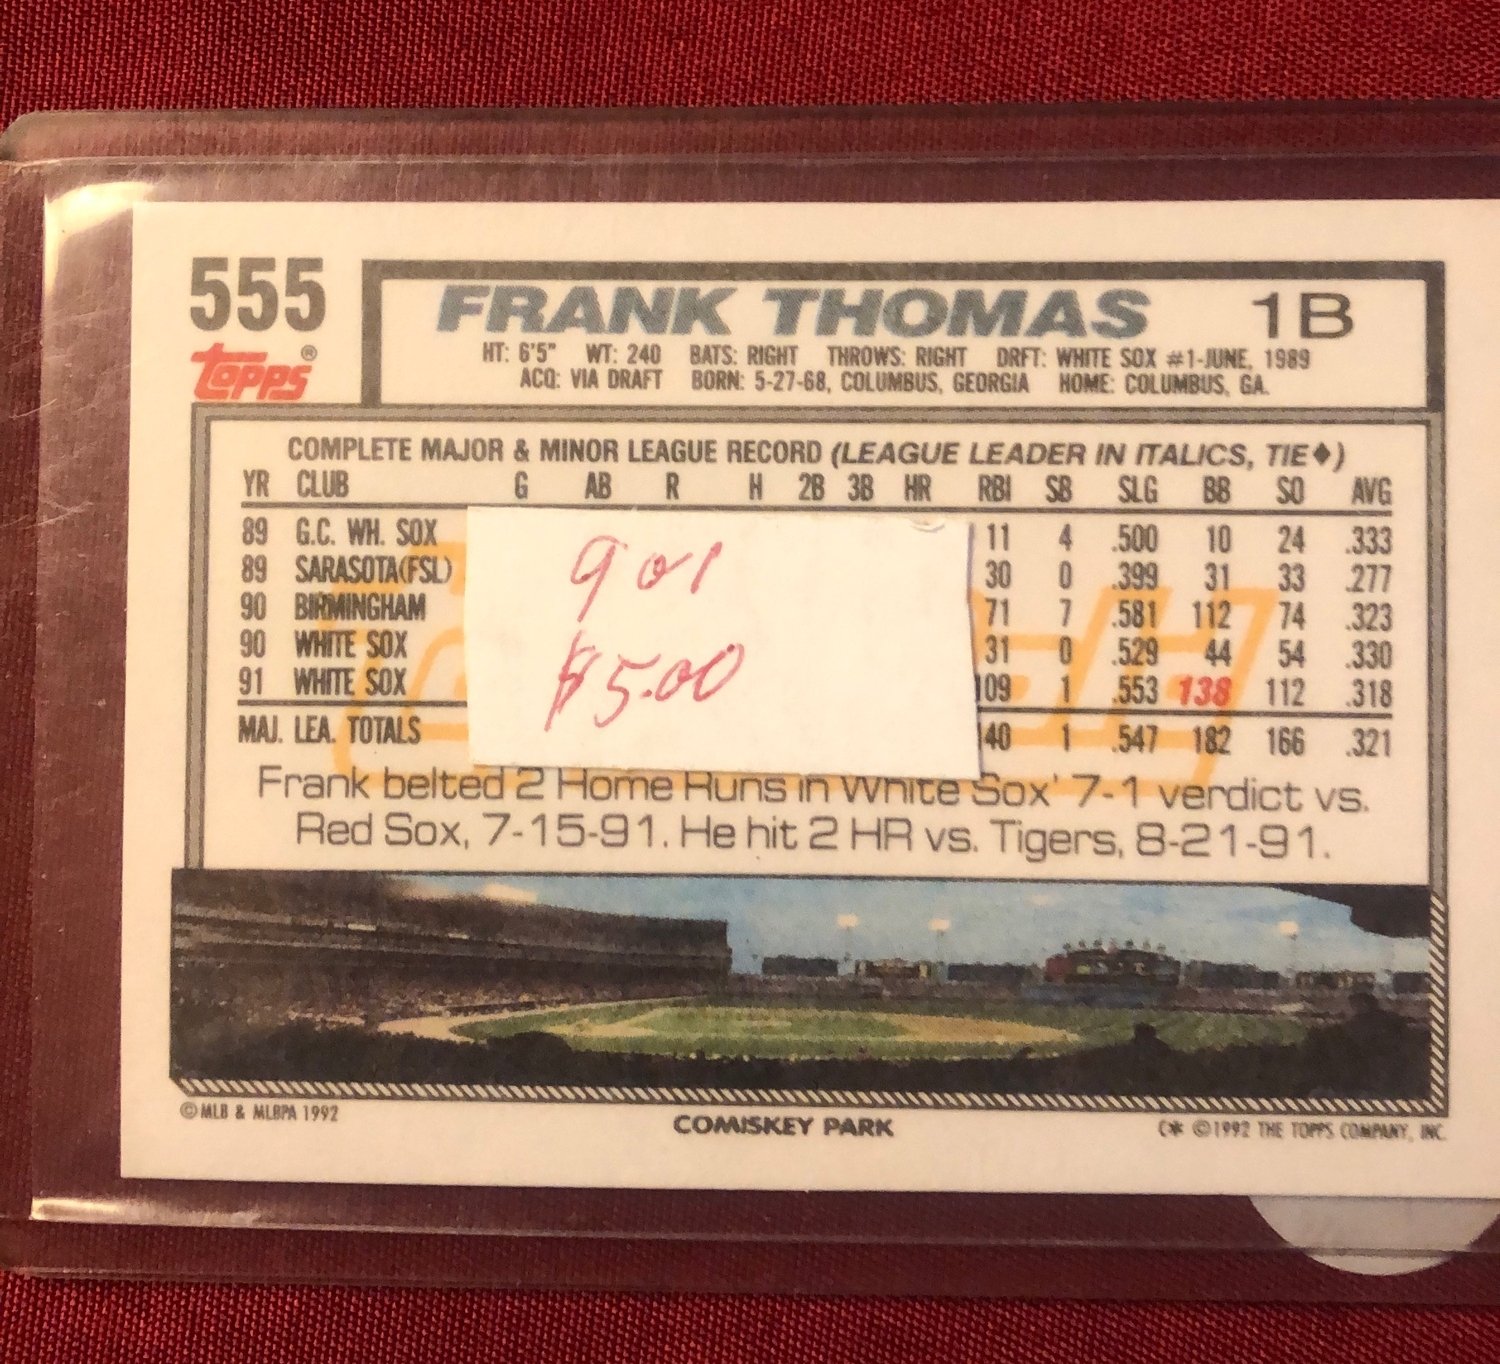 555
Topps®
FRANK THOMAS 1B
HT: 6'5" WT: 240 BATS: RIGHT THROWS: RIGHT DRFT: WHITE SOX #1-JUNE, 1989
ACQ: VIA DRAFT BORN: 5-27-68, COLUMBUS, GEORGIA HOME: COLUMBUS, GA.
COMPLETE MAJOR & MINOR LEAGUE RECORD (LEAGUE LEADER IN ITALICS, TIE♦)
YR CLUB G AB R H 2B 3B HR RBI SB SLG BB SO AVG
89 G.C. WH. SOX 11 4 .500 10 24 .333
89 SARASOTA(FSL) 30 0 .399 31 33 .277
90 BIRMINGHAM 71 7 .581 112 74 .323
90 WHITE SOX 31 0 .529 44 54 .330
91 WHITE SOX 109 1 .553 138 112 .318
MAJ. LEA. TOTALS 40 1 .547 182 166 .321
901
$5.00
Frank belted 2 Home Runs in White Sox' 7-1 verdict vs.
Red Sox, 7-15-91. He hit 2 HR vs. Tigers, 8-21-91.
© MLB & MLBPA 1992
COMISKEY PARK
C* ©1992 THE TOPPS COMPANY, INC.